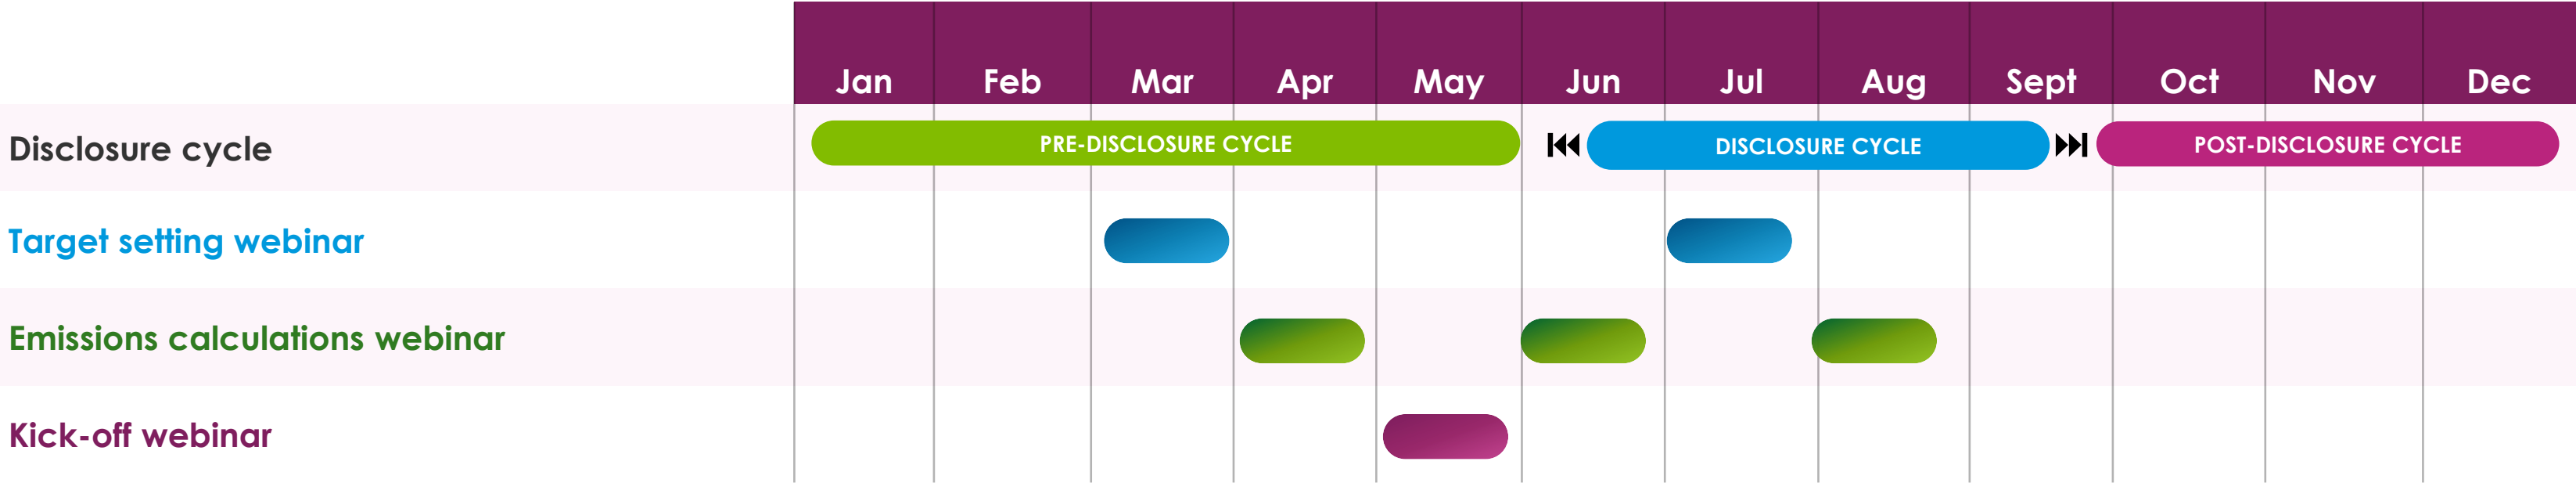 Jan Feb Mar Apr May Jun Jul Aug Sept Oct Nov Dec
Disclosure cycle PRE-DISCLOSURE CYCLE DISCLOSURE CYCLE POST-DISCLOSURE CYCLE
Target setting webinar
Emissions calculations webinar
Kick-off webinar